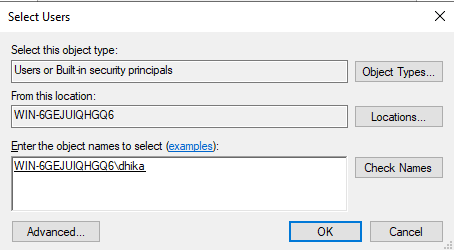 Select Users
Select this object type:
Users or Built-in security principals
Object Types...
From this location:
WIN-6GEJUIQHGQ6
Locations...
Enter the object names to select (examples):
WIN-6GEJUIQHGQ6\dhika
Check Names
Advanced...
OK
Cancel